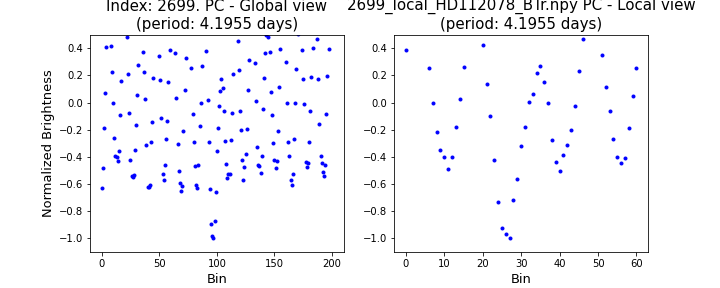 Index: 2699. PC - Global view
(period: 4.1955 days)
2699_local_HD112078_BTr.npy PC - Local view
(period: 4.1955 days)
Normalized Brightness
0.4
0.2
0.0
−0.2
−0.4
−0.6
−0.8
−1.0
0 50 100 150 200
Bin
0.4
0.2
0.0
−0.2
−0.4
−0.6
−0.8
−1.0
0 10 20 30 40 50 60
Bin